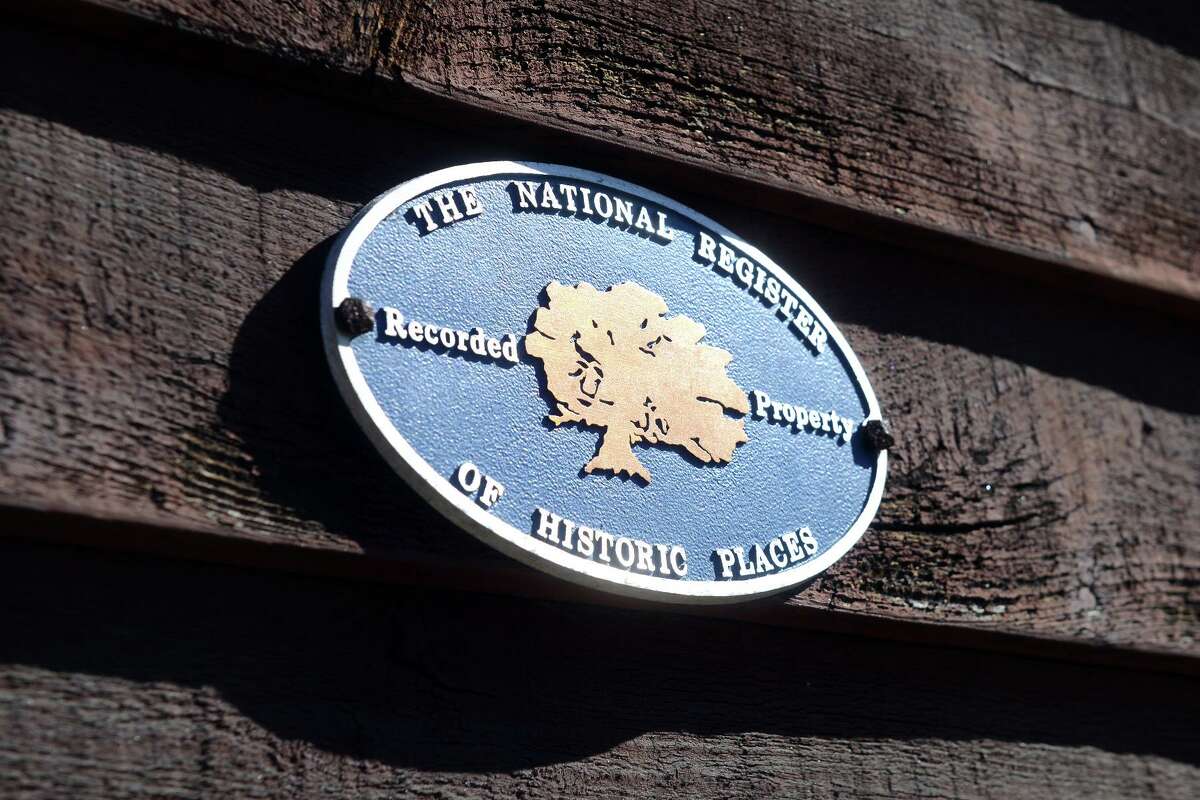 THE NATIONAL REGISTER
Recorded Property
OF HISTORIC PLACES